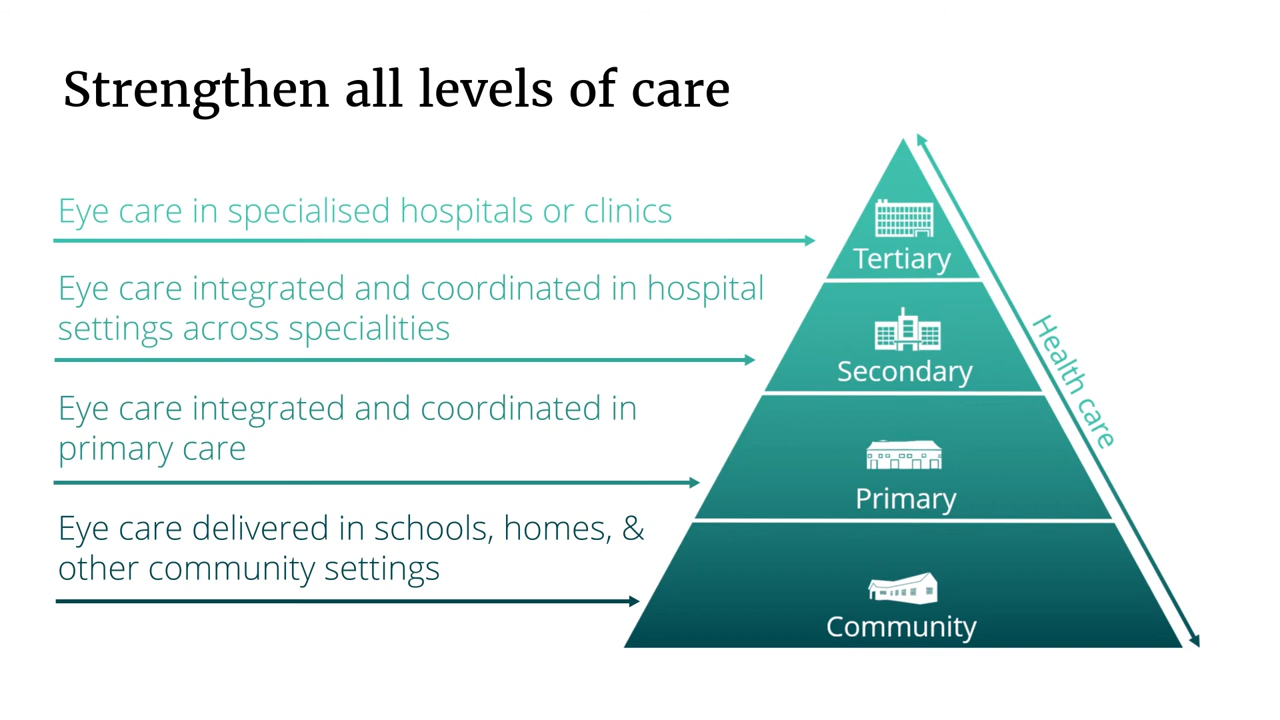 Strengthen all levels of care
Eye care in specialised hospitals or clinics
Tertiary
Eye care integrated and coordinated in hospital
settings across specialities
Secondary
Eye care integrated and coordinated in
primary care
Primary
Eye care delivered in schools, homes, &
other community settings
Community
Health care